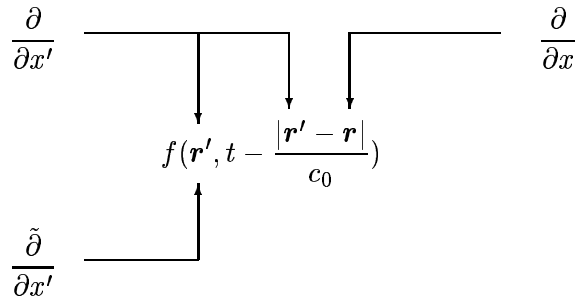 ∂/∂x′ ∂/∂x
f(r′, t − |r′ − r|/c₀)
∂̃/∂x′